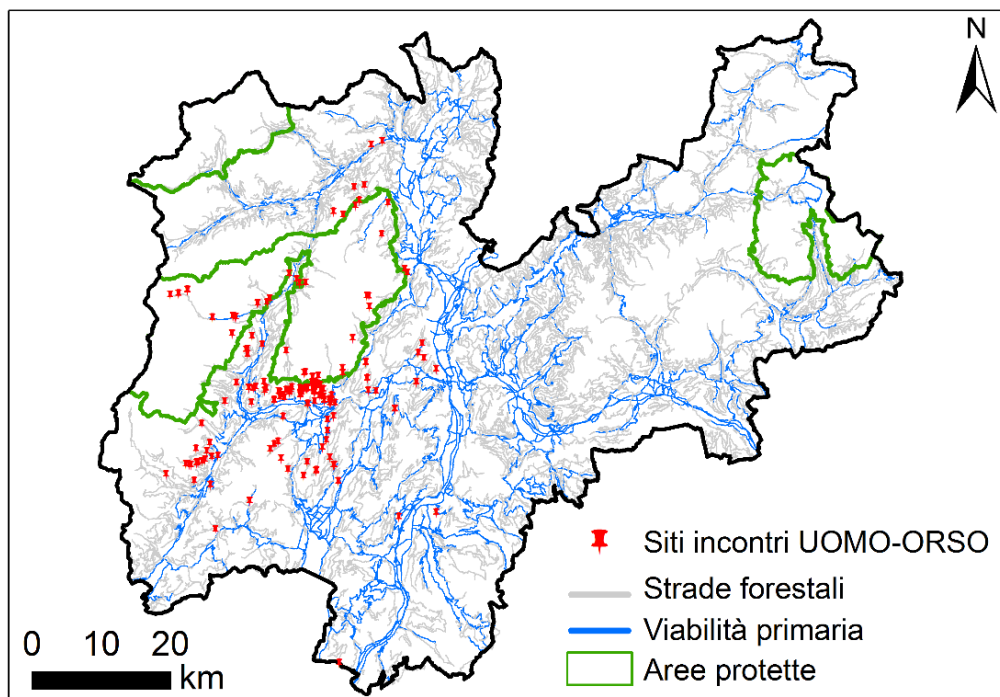 N
Siti incontri UOMO-ORSO
Strade forestali
Viabilità primaria
Aree protette
0 10 20
km